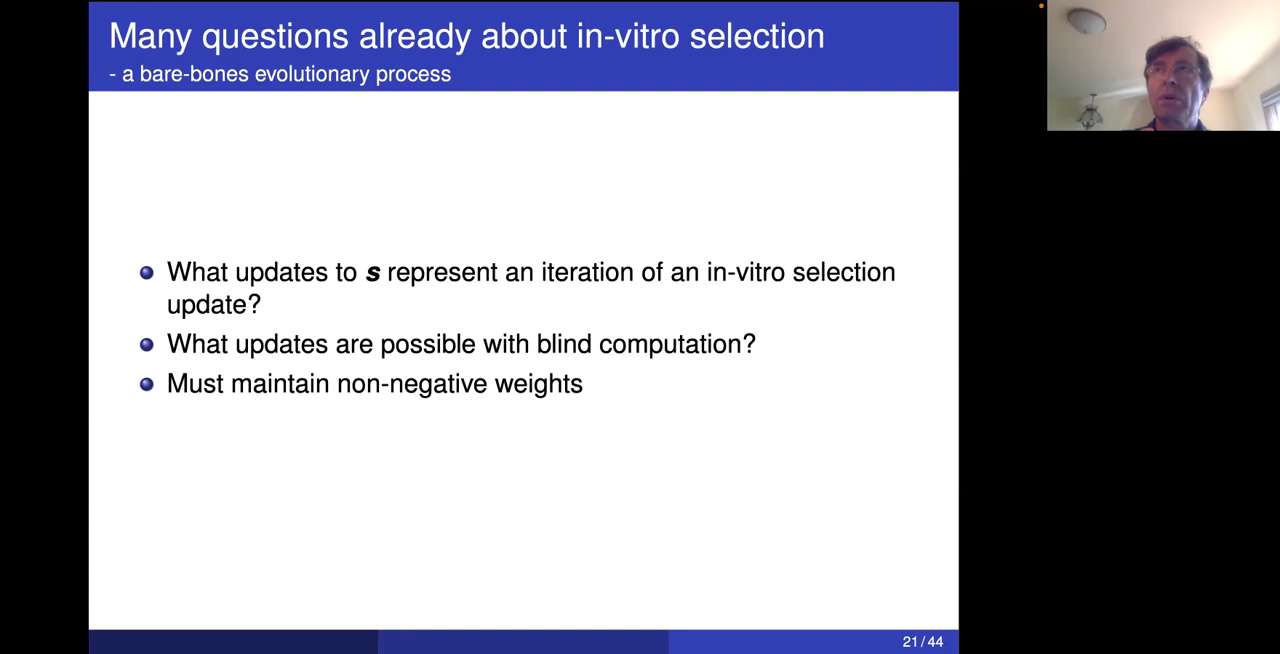 Many questions already about in-vitro selection
- a bare-bones evolutionary process
What updates to s represent an iteration of an in-vitro selection
update?
What updates are possible with blind computation?
Must maintain non-negative weights
21 / 44